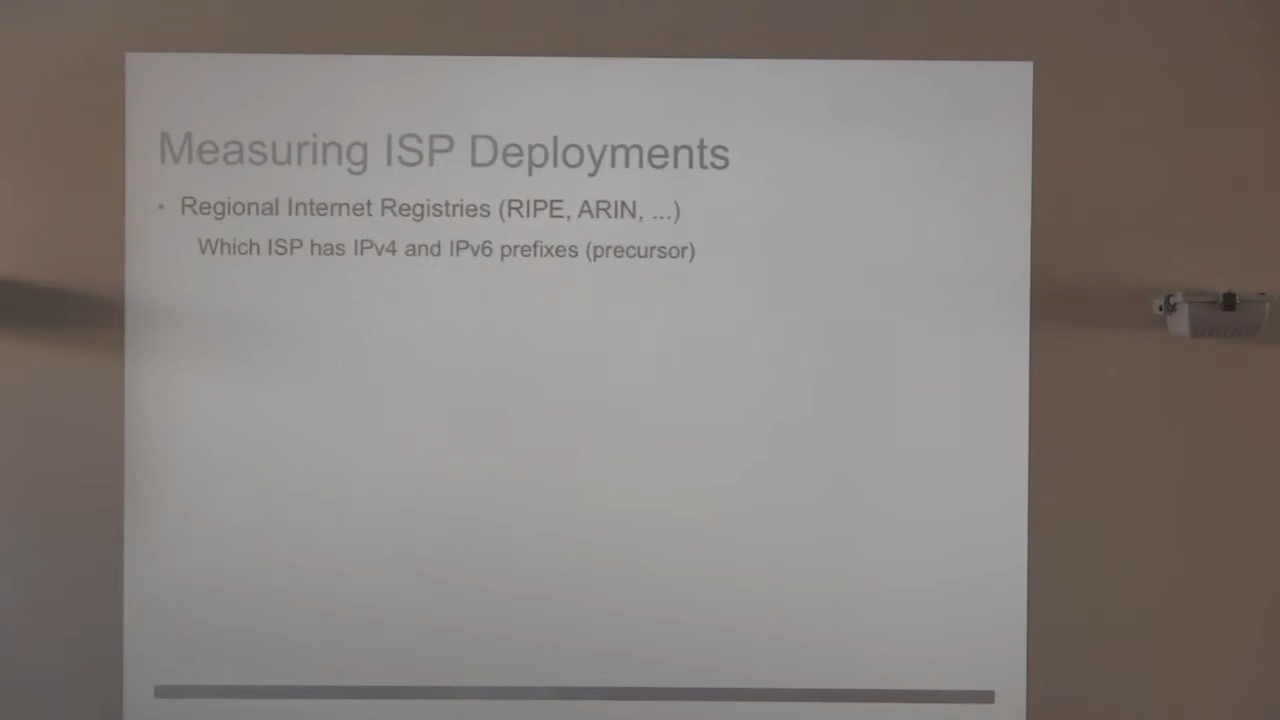 Measuring ISP Deployments
• Regional Internet Registries (RIPE, ARIN, ...)
Which ISP has IPv4 and IPv6 prefixes (precursor)